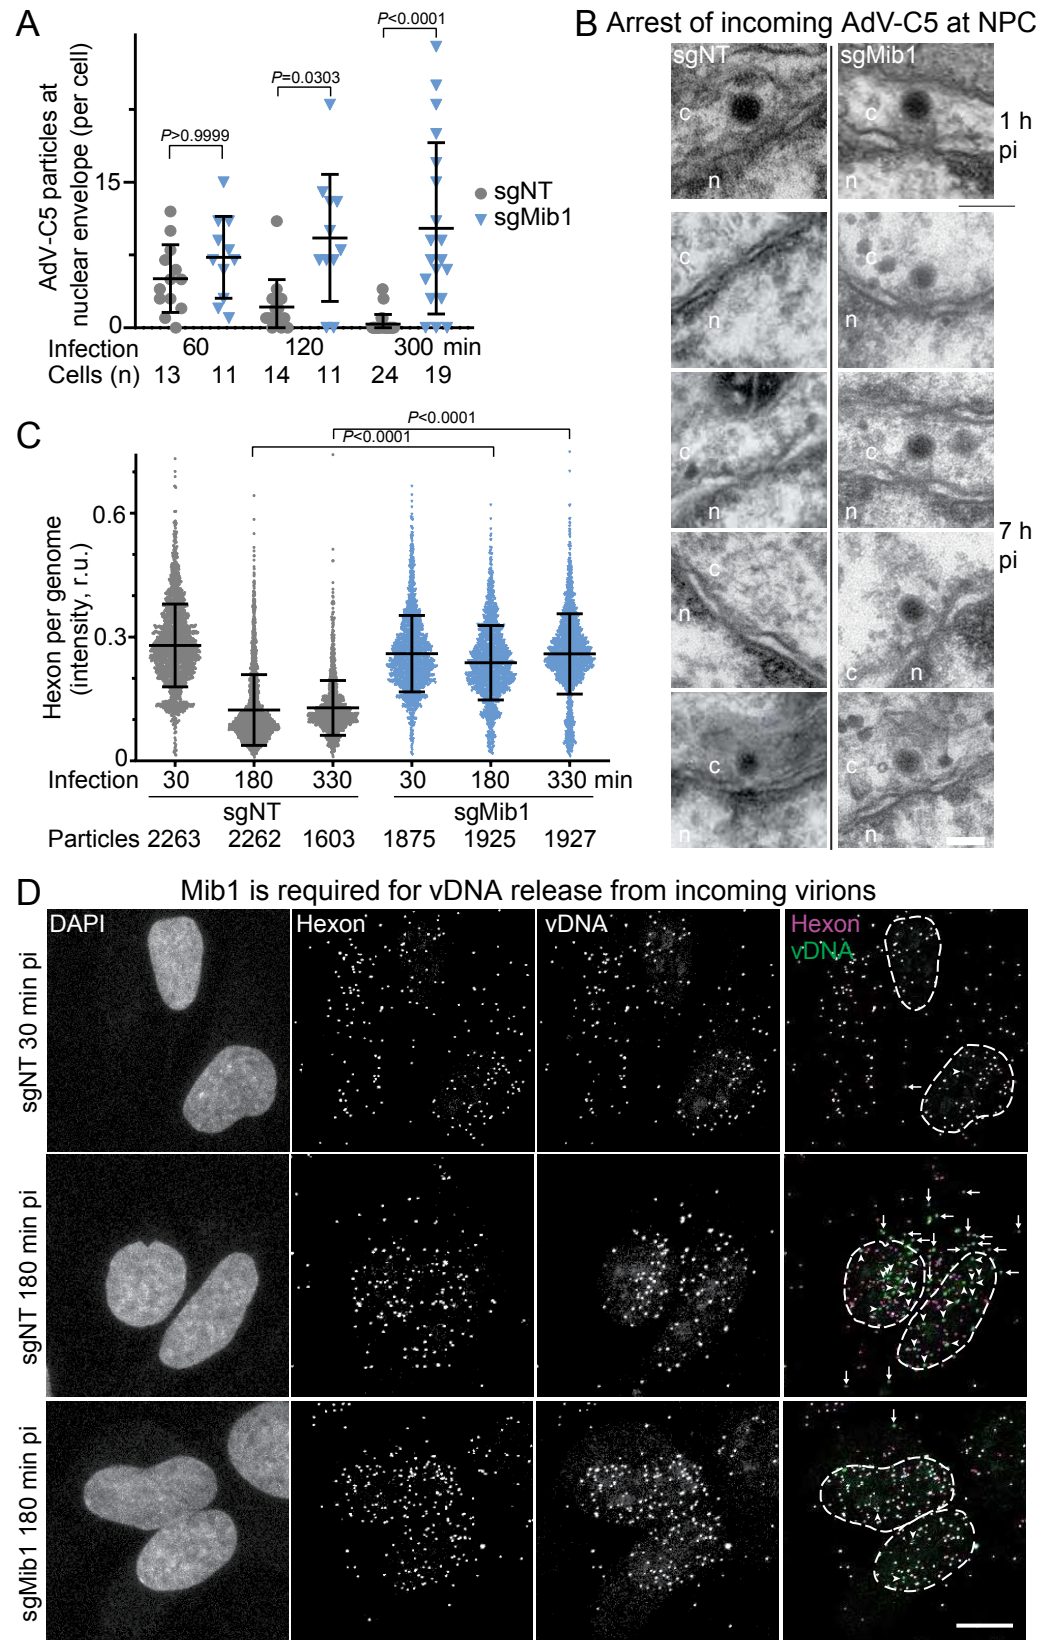 A
AdV-C5 particles at
nuclear envelope (per cell)
15
0
P>0.9999
P=0.0303
P<0.0001
sgNT
sgMib1
Infection 60 120 300 min
Cells (n) 13 11 14 11 24 19
B Arrest of incoming AdV-C5 at NPC
sgNT sgMib1
c
n
c
n
1 h
pi
c
n
c
n
c
n
c
n
c
n
c
n
c
n
c
n
7 h
pi
C
Hexon per genome
(intensity, r.u.)
0.6
0.3
0
P<0.0001
P<0.0001
Infection 30 180 330 30 180 330 min
sgNT sgMib1
Particles 2263 2262 1603 1875 1925 1927
D Mib1 is required for vDNA release from incoming virions
DAPI Hexon vDNA Hexon
vDNA
sgNT 30 min pi
sgNT 180 min pi
sgMib1 180 min pi